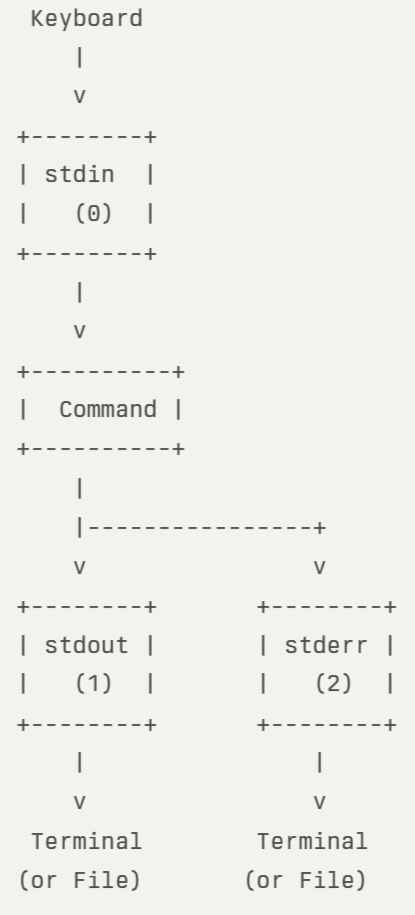 Keyboard
    |
    v
+--------+
| stdin  |
|   (0)  |
+--------+
    |
    v
+----------+
|  Command |
+----------+
    |
    |---------------+
    v               v
+--------+      +--------+
| stdout |      | stderr |
|   (1)  |      |   (2)  |
+--------+      +--------+
    |               |
    v               v
 Terminal       Terminal
(or File)      (or File)